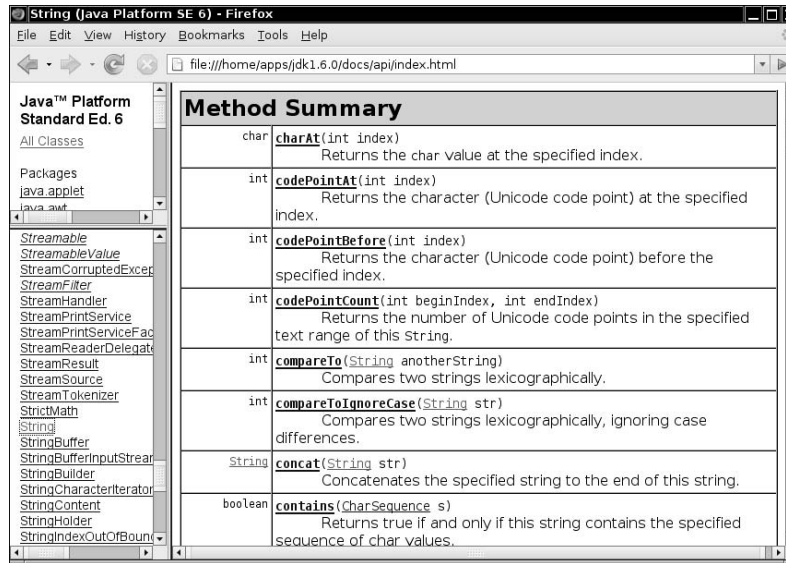 String (Java Platform SE 6) - Firefox
File Edit View History Bookmarks Tools Help
file:///home/apps/jdk1.6.0/docs/api/index.html
Java™ Platform
Standard Ed. 6
All Classes
Packages
java.applet
java.awt
Streamable
StreamableValue
StreamCorruptedExcep
StreamFilter
StreamHandler
StreamPrintService
StreamPrintServiceFac
StreamReaderDelegate
StreamResult
StreamSource
StreamTokenizer
StrictMath
String
StringBuffer
StringBufferInputStrear
StringBuilder
StringCharacterIterator
StringContent
StringHolder
StringIndexOutOfBound
Method Summary
char charAt(int index)
Returns the char value at the specified index.
int codePointAt(int index)
Returns the character (Unicode code point) at the specified
index.
int codePointBefore(int index)
Returns the character (Unicode code point) before the
specified index.
int codePointCount(int beginIndex, int endIndex)
Returns the number of Unicode code points in the specified
text range of this String.
int compareTo(String anotherString)
Compares two strings lexicographically.
int compareToIgnoreCase(String str)
Compares two strings lexicographically, ignoring case
differences.
String concat(String str)
Concatenates the specified string to the end of this string.
boolean contains(CharSequence s)
Returns true if and only if this string contains the specified
sequence of char values.